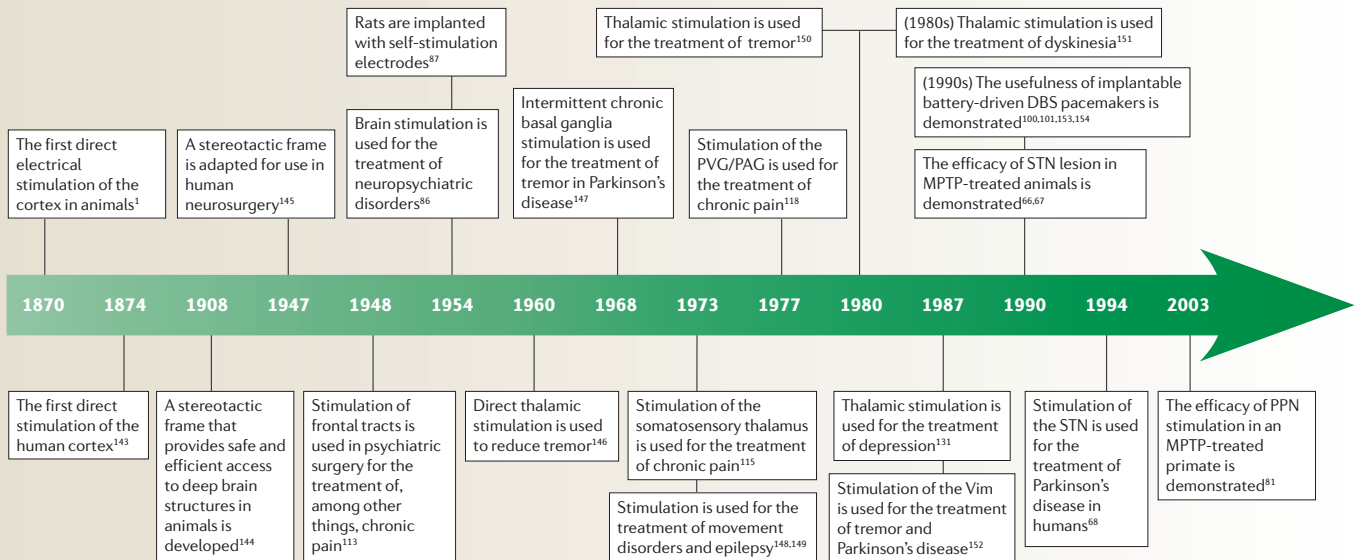 Rats are implanted
with self-stimulation
electrodes87
Thalamic stimulation is used
for the treatment of tremor150
(1980s) Thalamic stimulation is used
for the treatment of dyskinesia151
(1990s) The usefulness of implantable
battery-driven DBS pacemakers is
demonstrated100,101,153,154
The first direct
electrical
stimulation of the
cortex in animals1
A stereotactic frame
is adapted for use in
human
neurosurgery145
Brain stimulation is
used for the
treatment of
neuropsychiatric
disorders86
Intermittent chronic
basal ganglia
stimulation is used
for the treatment of
tremor in Parkinson's
disease147
Stimulation of the
PVG/PAG is used for
the treatment of
chronic pain118
The efficacy of STN lesion in
MPTP-treated animals is
demonstrated66,67
1870 1874 1908 1947 1948 1954 1960 1968 1973 1977 1980 1987 1990 1994 2003
The first direct
stimulation of the
human cortex143
A stereotactic
frame that
provides safe and
efficient access
to deep brain
structures in
animals is
developed144
Stimulation of
frontal tracts is
used in psychiatric
surgery for the
treatment of,
among other
things, chronic
pain113
Direct thalamic
stimulation is used
to reduce tremor146
Stimulation of the
somatosensory thalamus
is used for the treatment
of chronic pain115
Stimulation is used for the
treatment of movement
disorders and epilepsy148,149
Thalamic stimulation is
used for the treatment
of depression131
Stimulation of the Vim
is used for the treatment
of tremor and
Parkinson's disease152
Stimulation of
the STN is used
for the
treatment of
Parkinson's
disease in
humans68
The efficacy of PPN
stimulation in an
MPTP-treated
primate is
demonstrated81